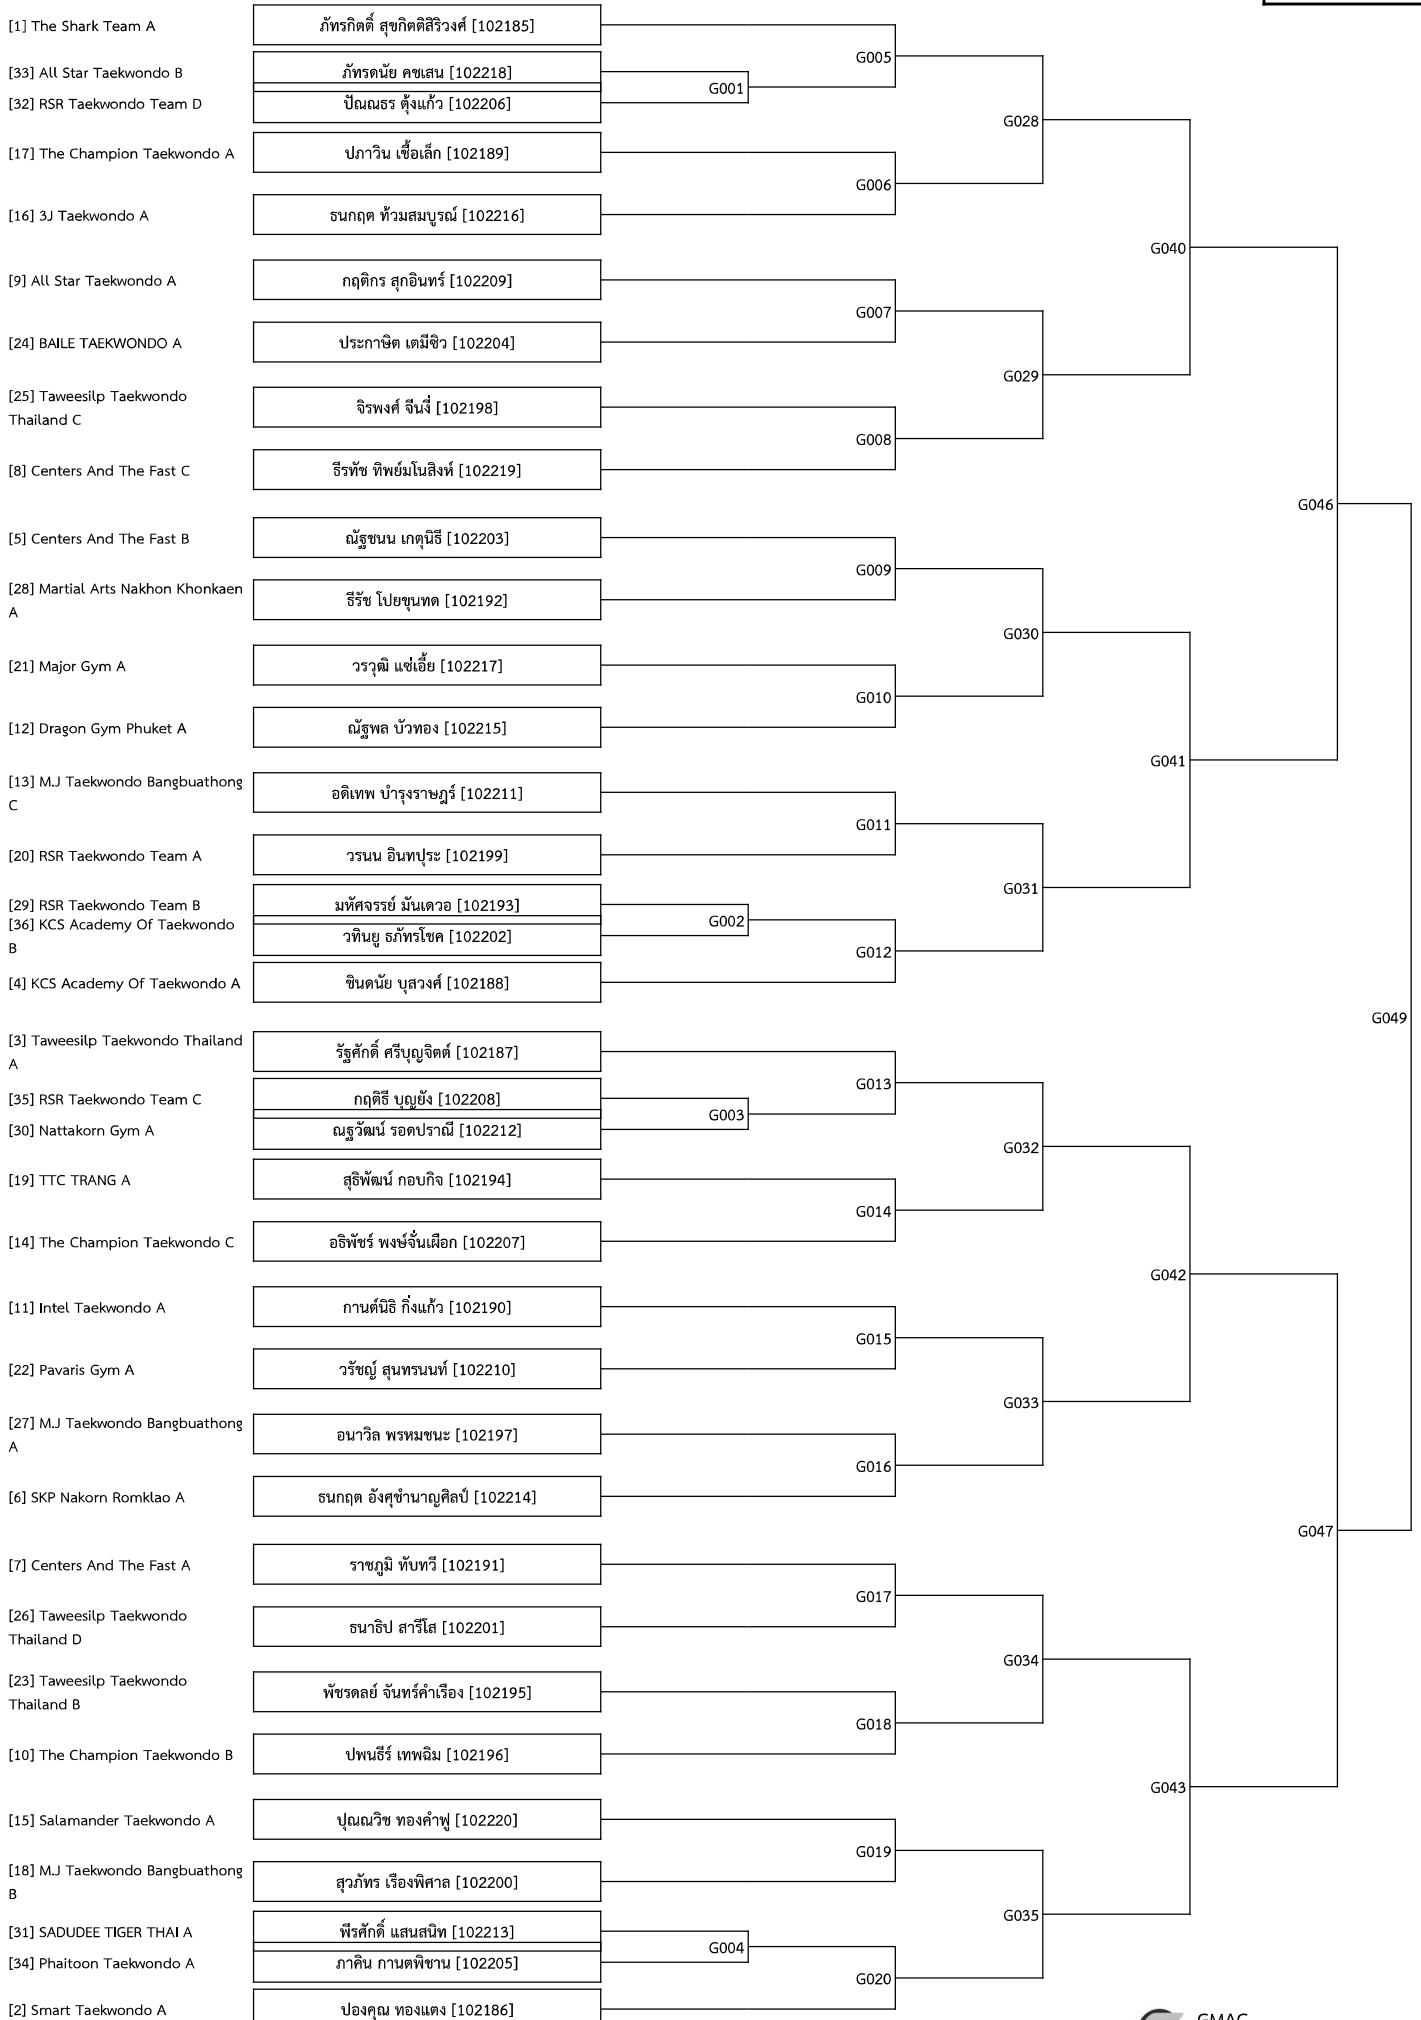 [1] The Shark Team A
ภัทรกิตติ์ สุขกิตติสิริวงศ์ [102185]
G005
[33] All Star Taekwondo B
ภัทรดนัย คชเสน [102218]
G001
[32] RSR Taekwondo Team D
ปัณณธร ตุ้งแก้ว [102206]
G028
[17] The Champion Taekwondo A
ปภาวิน เชื้อเล็ก [102189]
G006
[16] 3J Taekwondo A
ธนกฤต ท้วมสมบูรณ์ [102216]
G040
[9] All Star Taekwondo A
กฤติกร สุกอินทร์ [102209]
G007
[24] BAILE TAEKWONDO A
ประกาษิต เตมีซิว [102204]
G029
[25] Taweesilp Taekwondo
Thailand C
จิรพงศ์ จีนงี่ [102198]
G008
[8] Centers And The Fast C
ธีรทัช ทิพย์มโนสิงห์ [102219]
G046
[5] Centers And The Fast B
ณัฐชนน เกตุนิธี [102203]
G009
[28] Martial Arts Nakhon Khonkaen
A
ธีรัช โปยขุนทด [102192]
G030
[21] Major Gym A
วรวุฒิ แซ่เอี้ย [102217]
G010
[12] Dragon Gym Phuket A
ณัฐพล บัวทอง [102215]
G041
[13] M.J Taekwondo Bangbuathong
C
อดิเทพ บำรุงราษฎร์ [102211]
G011
[20] RSR Taekwondo Team A
วรนน อินทปุระ [102199]
G031
[29] RSR Taekwondo Team B
มหัศจรรย์ มันเดวอ [102193]
G002
[36] KCS Academy Of Taekwondo
B
วทินยู ธภัทรโชค [102202]
G012
[4] KCS Academy Of Taekwondo A
ชินดนัย บุสวงศ์ [102188]
G049
[3] Taweesilp Taekwondo Thailand
A
รัฐศักดิ์ ศรีบุญจิตต์ [102187]
G013
[35] RSR Taekwondo Team C
กฤติธี บุญยัง [102208]
G003
[30] Nattakorn Gym A
ณฐวัฒน์ รอดปราณี [102212]
G032
[19] TTC TRANG A
สุธิพัฒน์ กอบกิจ [102194]
G014
[14] The Champion Taekwondo C
อธิพัชร์ พงษ์จั่นเผือก [102207]
G042
[11] Intel Taekwondo A
กานต์นิธิ กิ่งแก้ว [102190]
G015
[22] Pavaris Gym A
วรัชญ์ สุนทรนนท์ [102210]
G033
[27] M.J Taekwondo Bangbuathong
A
อนาวิล พรหมชนะ [102197]
G016
[6] SKP Nakorn Romklao A
ธนกฤต อังศุชำนาญศิลป์ [102214]
G047
[7] Centers And The Fast A
ราชภูมิ ทับทวี [102191]
G017
[26] Taweesilp Taekwondo
Thailand D
ธนาธิป สารีโส [102201]
G034
[23] Taweesilp Taekwondo
Thailand B
พัชรดลย์ จันทร์คำเรือง [102195]
G018
[10] The Champion Taekwondo B
ปพนธีร์ เทพฉิม [102196]
G043
[15] Salamander Taekwondo A
ปุณณวิช ทองคำฟู [102220]
G019
[18] M.J Taekwondo Bangbuathong
B
สุวภัทร เรืองพิศาล [102200]
G035
[31] SADUDEE TIGER THAI A
พีรศักดิ์ แสนสนิท [102213]
G004
[34] Phaitoon Taekwondo A
ภาคิน กานตพิชาน [102205]
G020
[2] Smart Taekwondo A
ปองคุณ ทองแตง [102186]
GMAC